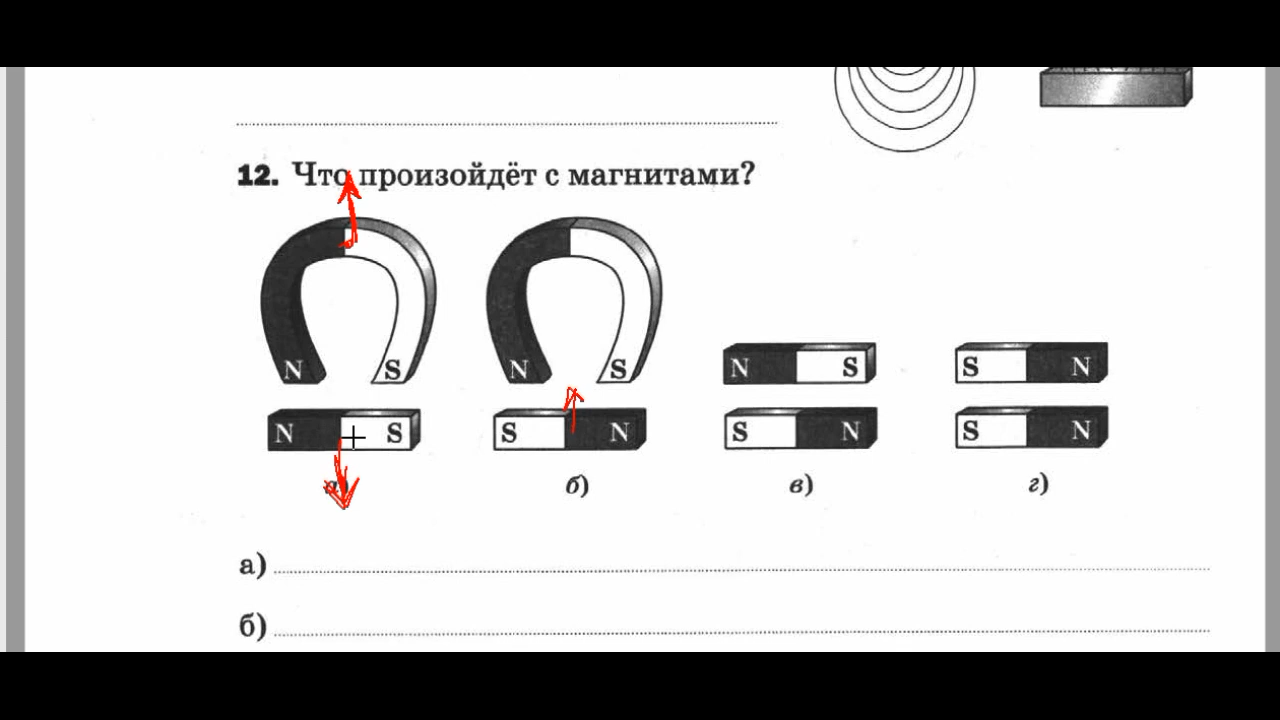 12. Что произойдёт с магнитами?
N S N S N S S N
N S S N S N S N
а) б) в) г)
а)
б)